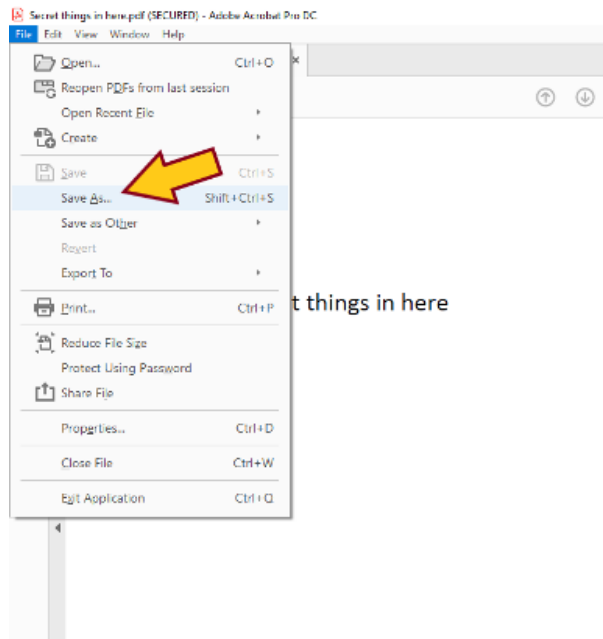 Secret things in here.pdf (SECURED) - Adobe Acrobat Pro DC
File Edit View Window Help
Open... Ctrl+O
Reopen PDFs from last session
Open Recent File
Create
Save Ctrl+S
Save As... Shift+Ctrl+S
Save as Other
Revert
Export To
t things in here
Print... Ctrl+P
Reduce File Size
Protect Using Password
Share File
Properties... Ctrl+D
Close File Ctrl+W
Exit Application Ctrl+Q